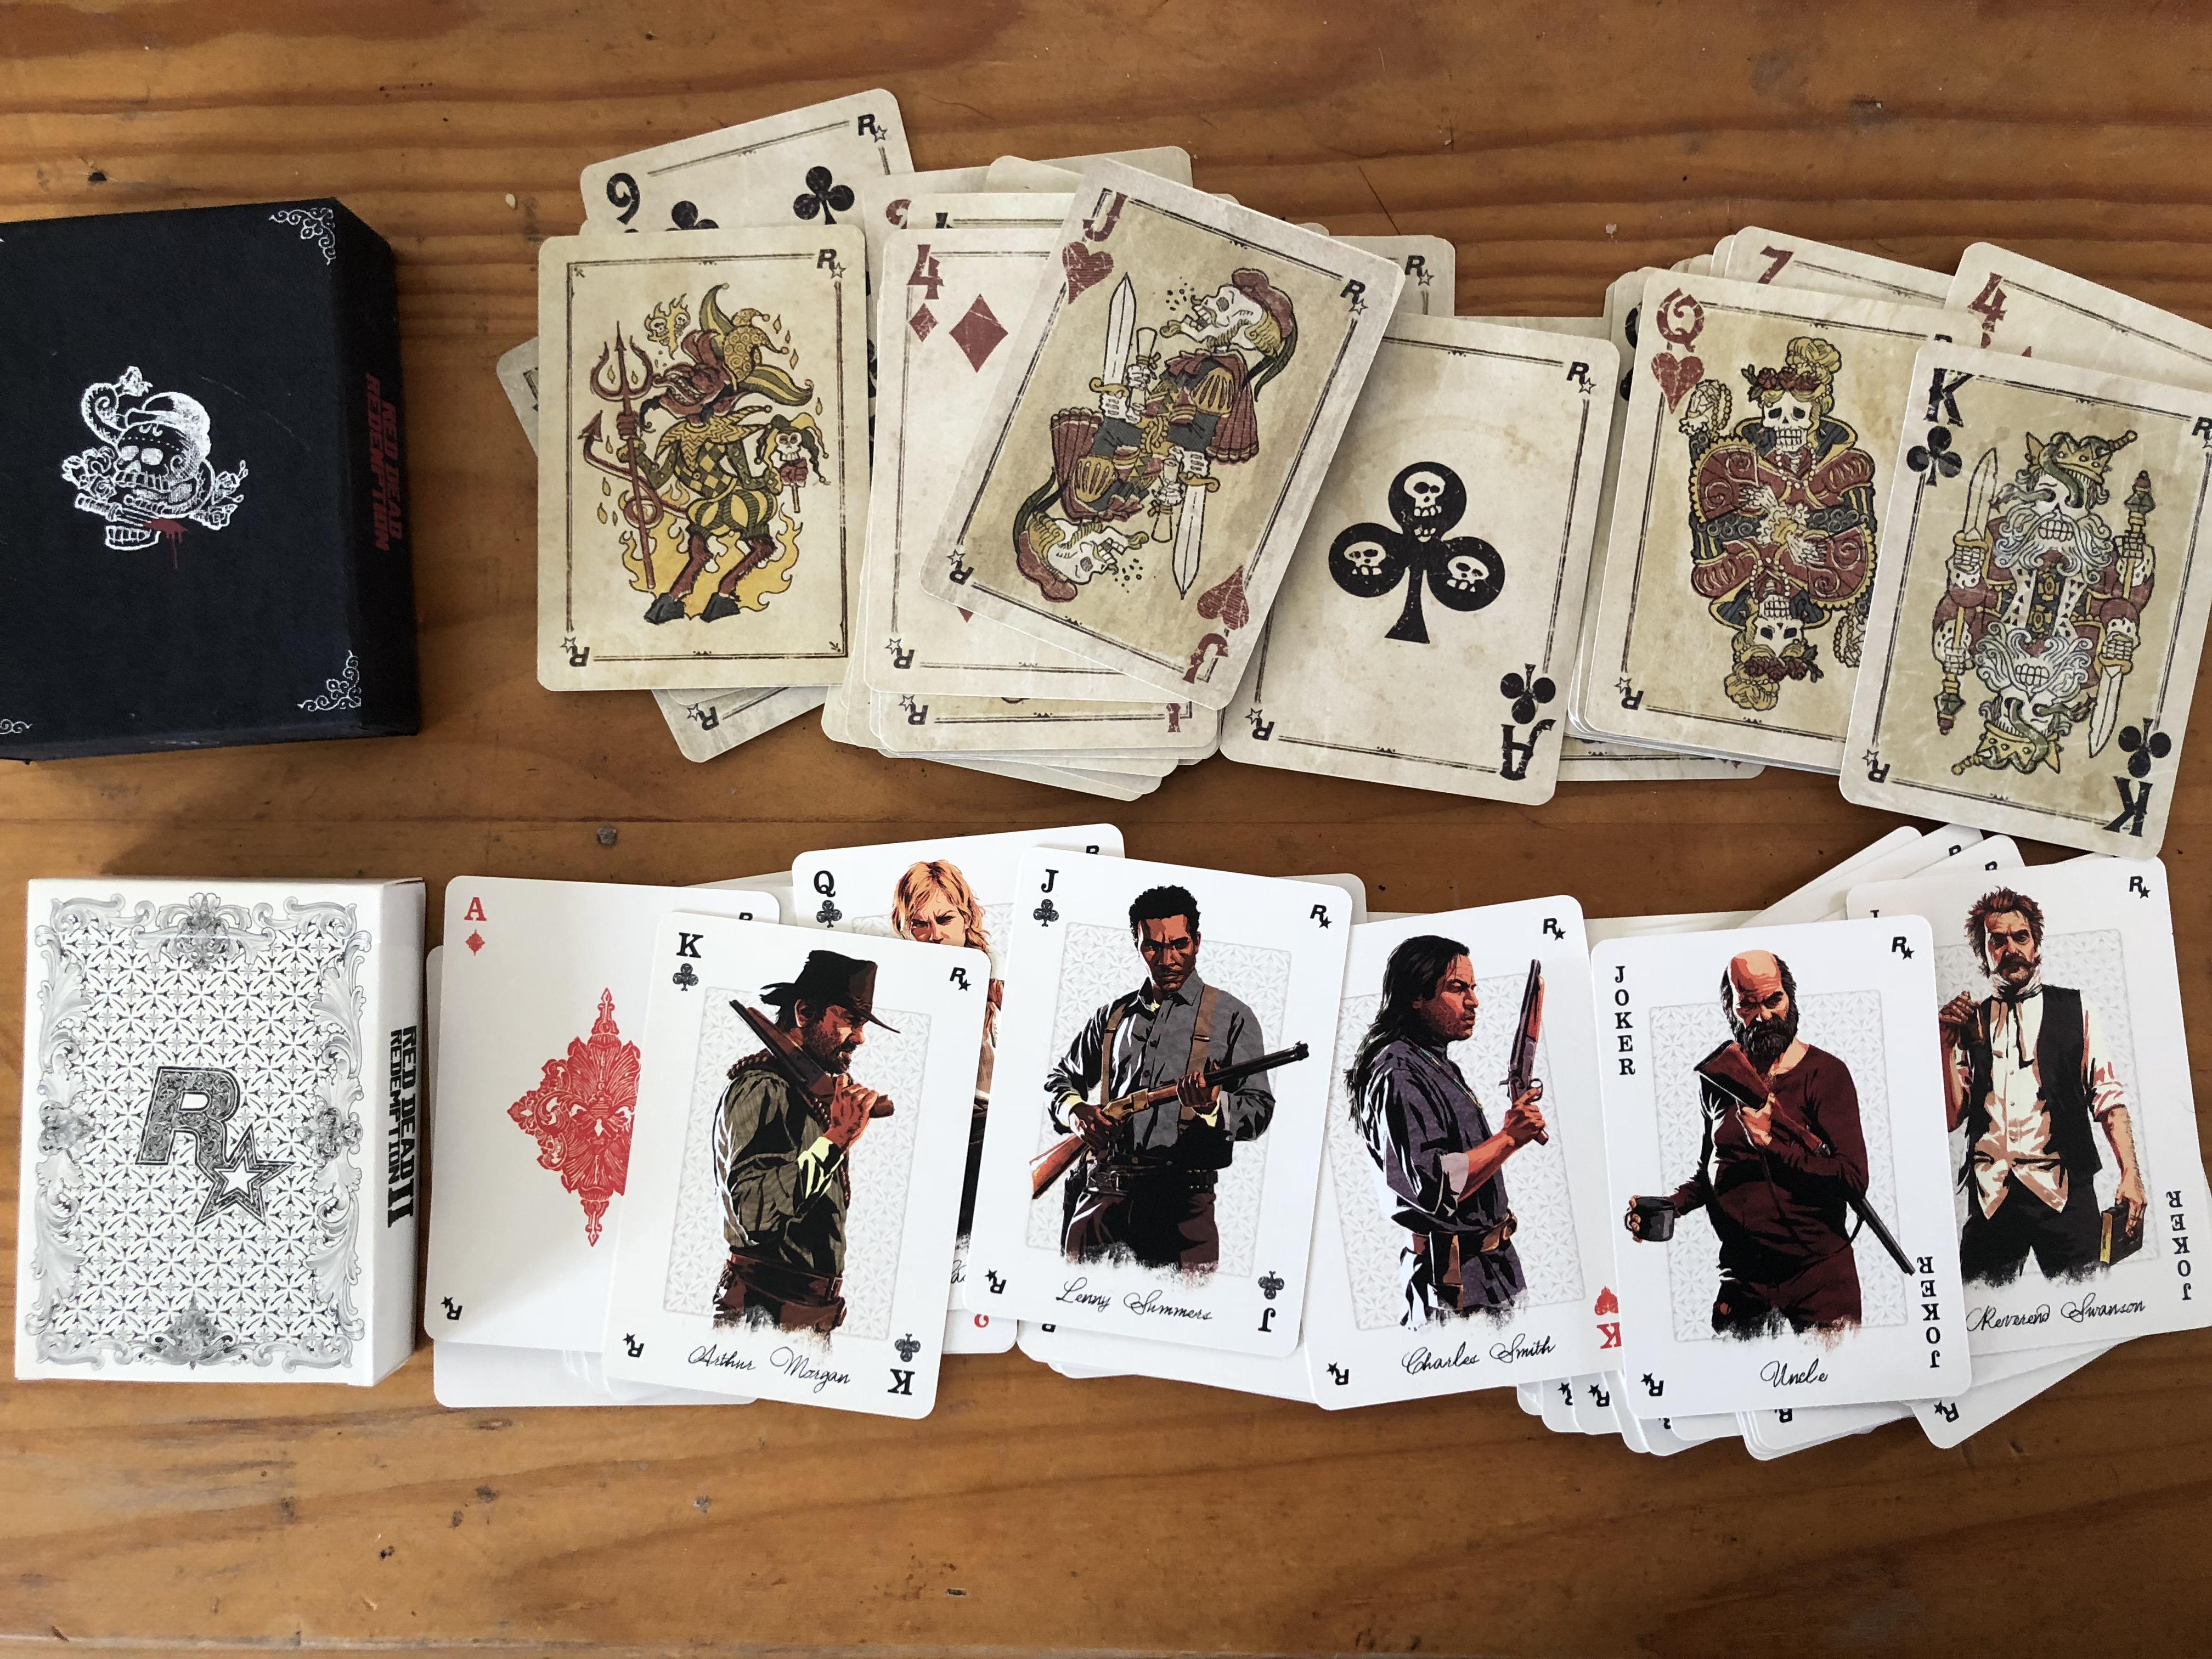 RED DEAD
REDEMPTION
9
R
4
R
J
R
R
R
Q
7
4
K
R
R
R
R
J
R
R
A
R
R
K
RED DEAD
REDEMPTION II
R
A
R
K
R
Q
R
J
R
R
JOKER
R
R
R
Arthur Morgan
K
R
Lenny Summers
J
R
Charles Smith
K
R
Uncle
JOKER
Reverend Swanson
JOKER